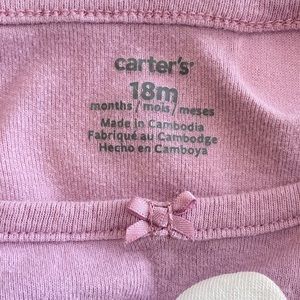 carter's®
18m
months / mois / meses
Made in Cambodia
Fabriqué au Cambodge
Hecho en Camboya